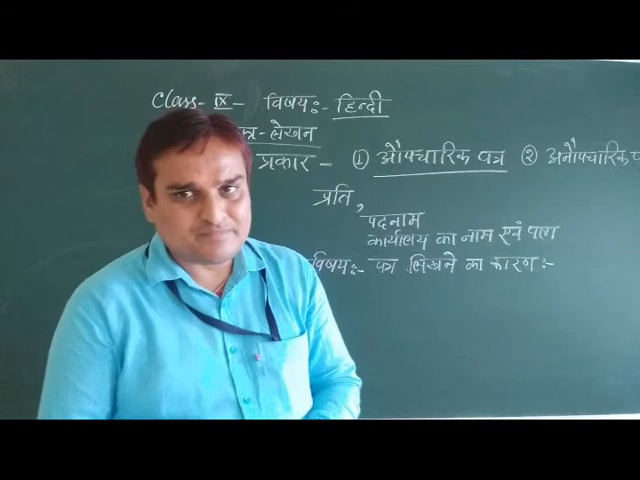 Class- IX - विषय:- हिन्दी
पत्र-लेखन
प्रकार - ① औपचारिक पत्र ② अनौपचारिक
प्रति,
पदनाम
कार्यालय का नाम एवं पता
विषय:- पत्र लिखने का कारण:-